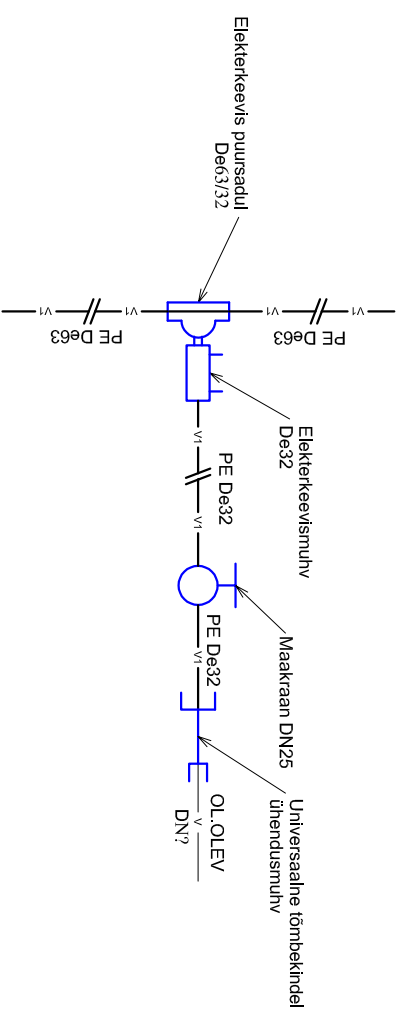 Elekterkeevis puursadul
De63/32
V1
V1
PE De63
V1
V1
PE De63
Elekterkeevismuhv
De32
V1
PE De32
V1
Maakraan DN25
PE De32
V1
Universaalne tõmbekindel
ühendusmuhv
OL.OLEV
V
DN?